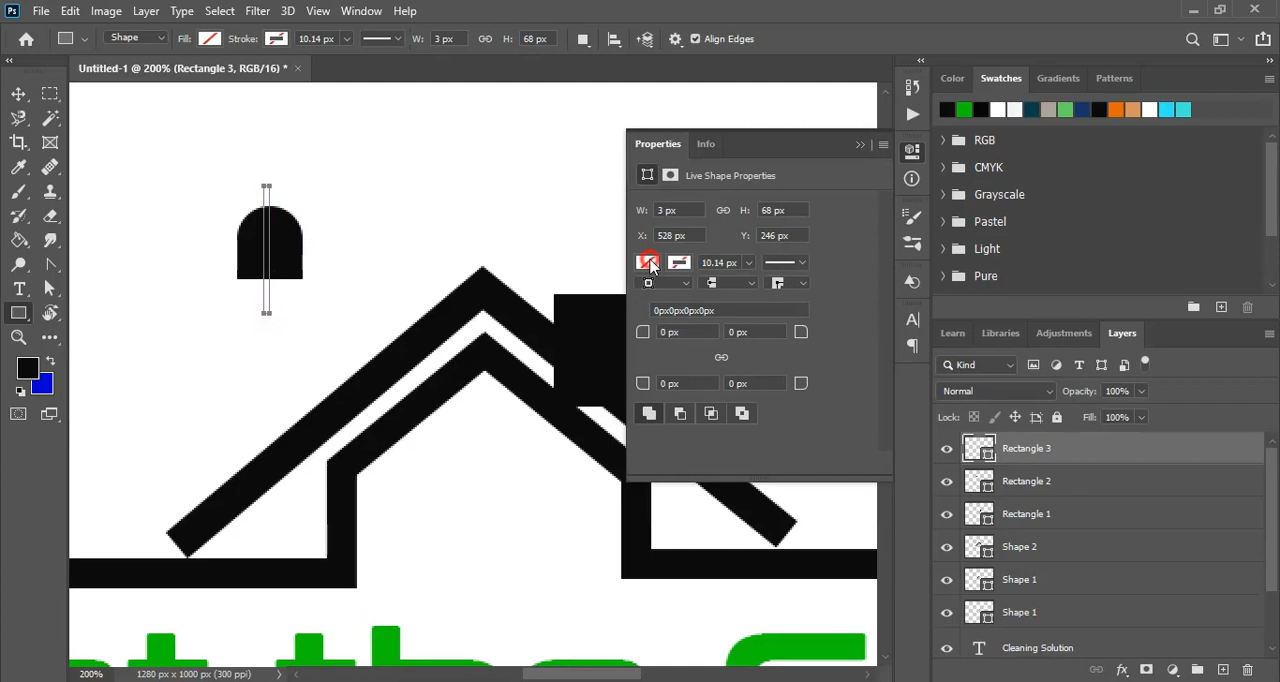 Ps File Edit Image Layer Type Select Filter 3D View Window Help
Shape Fill: Stroke: 10.14 px W: 3 px H: 68 px Align Edges
Untitled-1 @ 200% (Rectangle 3, RGB/16) * ×
Properties Info
Live Shape Properties
W: 3 px H: 68 px
X: 528 px Y: 246 px
10.14 px
0px0px0px0px
0 px 0 px
0 px 0 px
Color Swatches Gradients Patterns
RGB
CMYK
Grayscale
Pastel
Light
Pure
Learn Libraries Adjustments Layers
Kind
Normal Opacity: 100%
Lock: Fill: 100%
Rectangle 3
Rectangle 2
Rectangle 1
Shape 2
Shape 1
Shape 1
T Cleaning Solution
200% 1280 px x 1000 px (300 ppi)